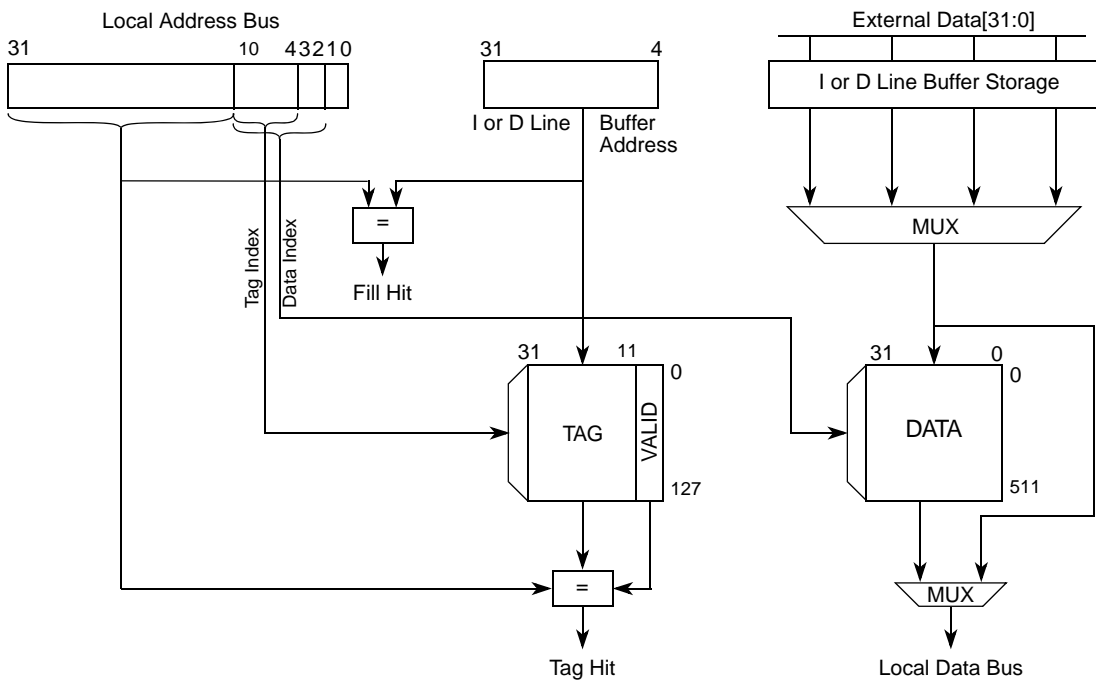 Local Address Bus
External Data[31:0]
31 10 4 3 2 1 0
31 4
I or D Line Buffer Storage
I or D Line Buffer
Address
MUX
=
Tag Index
Data Index
Fill Hit
31 11
0
TAG
VALID
127
31 0
0
DATA
511
=
MUX
Tag Hit
Local Data Bus